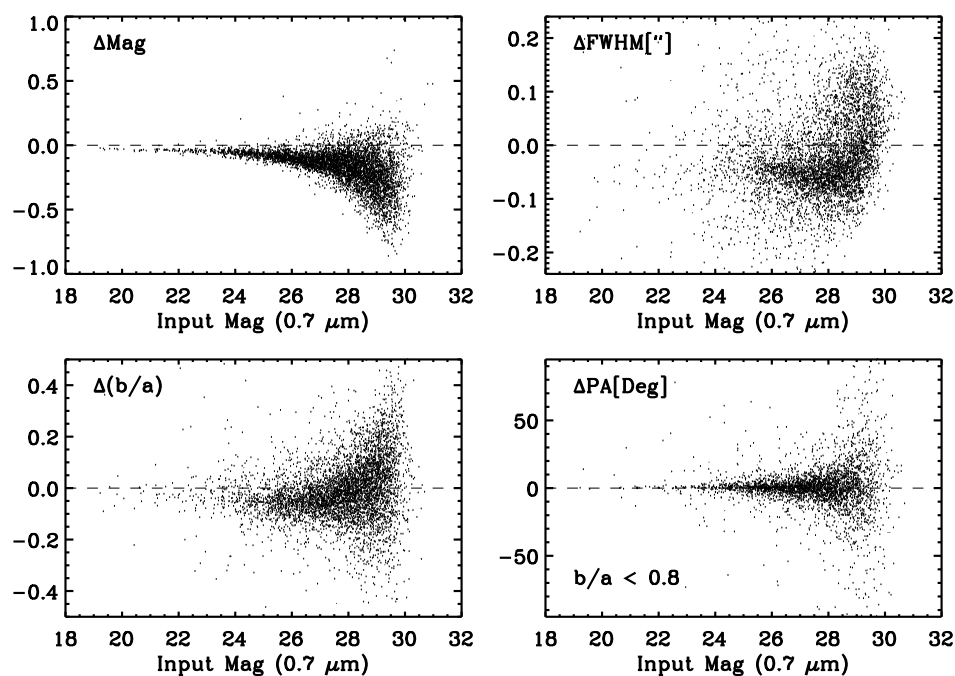 ΔMag
1.0
0.5
0.0
−0.5
−1.0
18 20 22 24 26 28 30 32
Input Mag (0.7 μm)
ΔFWHM["]
0.2
0.1
0.0
−0.1
−0.2
18 20 22 24 26 28 30 32
Input Mag (0.7 μm)
Δ(b/a)
0.4
0.2
0.0
−0.2
−0.4
18 20 22 24 26 28 30 32
Input Mag (0.7 μm)
ΔPA[Deg]
50
0
−50
b/a < 0.8
18 20 22 24 26 28 30 32
Input Mag (0.7 μm)